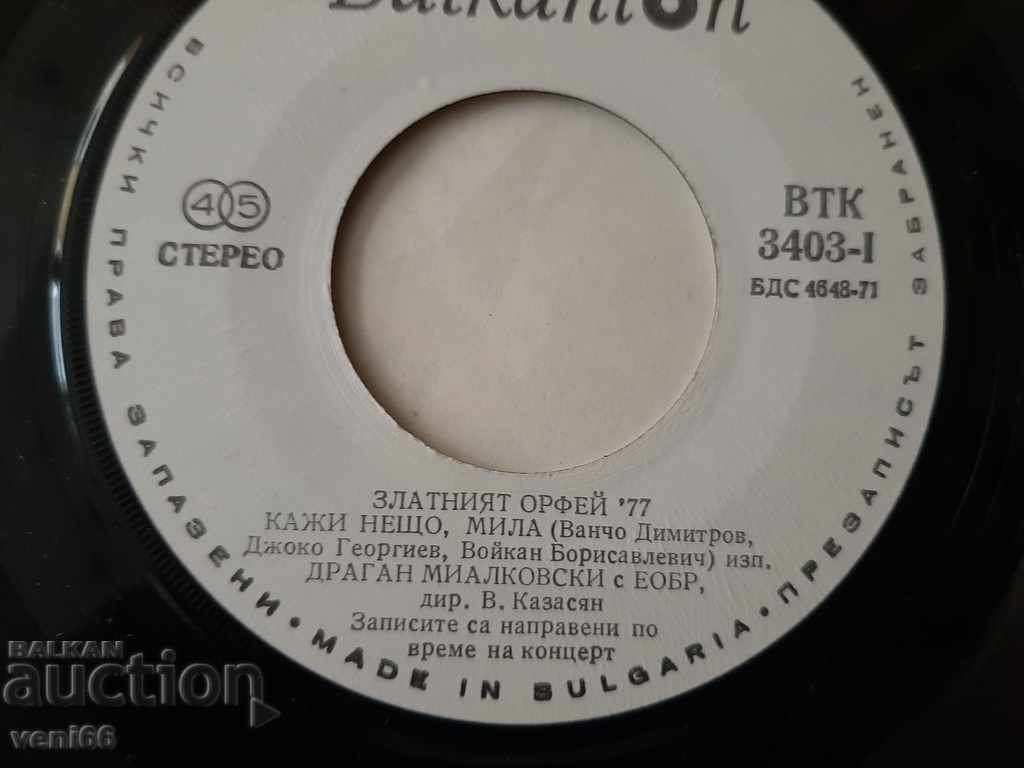 Balkanton
45
СТЕРЕО
ВТК
3403-I
БДС 4648-71
ЗЛАТНИЯТ ОРФЕЙ '77
КАЖИ НЕЩО, МИЛА (Ванчо Димитров,
Джоко Георгиев, Войкан Борисавлевич) изп.
ДРАГАН МИАЛКОВСКИ с ЕОБР,
дир. В. Казасян
Записите са направени по
време на концерт
ВСИЧКИ ПРАВА ЗАПАЗЕНИ • MADE IN BULGARIA • ПРЕЗАПИСЪТ ЗАБРАНЕН
BALKAN
auction
veni66